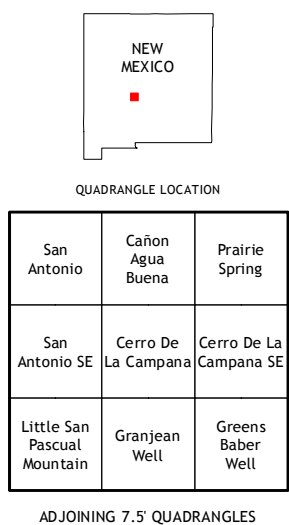 NEW
MEXICO
QUADRANGLE LOCATION
San
Antonio
Cañon
Agua
Buena
Prairie
Spring
San
Antonio SE
Cerro De
La Campana
Cerro De La
Campana SE
Little San
Pascual
Mountain
Granjean
Well
Greens
Baber
Well
ADJOINING 7.5' QUADRANGLES